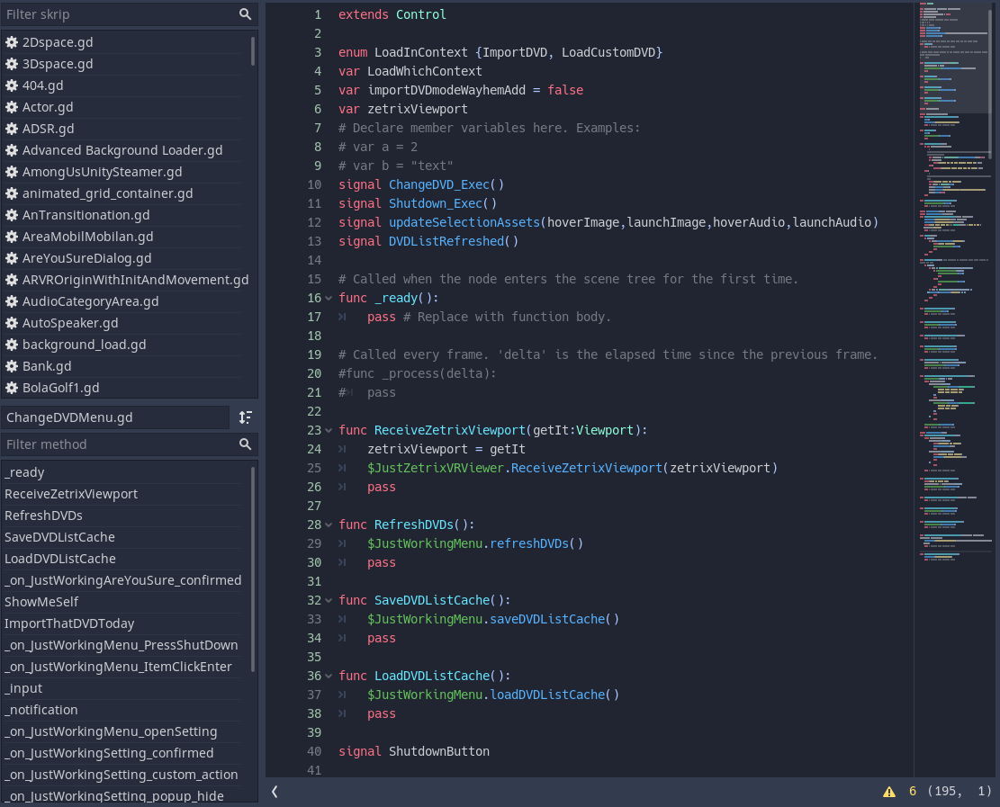 Filter skrip
2Dspace.gd
3Dspace.gd
404.gd
Actor.gd
ADSR.gd
Advanced Background Loader.gd
AmongUsUnitySteamer.gd
animated_grid_container.gd
AnTransitionation.gd
AreaMobilMobilan.gd
AreYouSureDialog.gd
ARVROriginWithInitAndMovement.gd
AudioCategoryArea.gd
AutoSpeaker.gd
background_load.gd
Bank.gd
BolaGolf1.gd
ChangeDVDMenu.gd
Filter method
_ready
ReceiveZetrixViewport
RefreshDVDs
SaveDVDListCache
LoadDVDListCache
_on_JustWorkingAreYouSure_confirmed
ShowMeSelf
ImportThatDVDToday
_on_JustWorkingMenu_PressShutDown
_on_JustWorkingMenu_ItemClickEnter
_input
_notification
_on_JustWorkingMenu_openSetting
_on_JustWorkingSetting_confirmed
_on_JustWorkingSetting_custom_action
_on_JustWorkingSetting_popup_hide
1 extends Control
2
3 enum LoadInContext {ImportDVD, LoadCustomDVD}
4 var LoadWhichContext
5 var importDVDmodeWayhemAdd = false
6 var zetrixViewport
7 # Declare member variables here. Examples:
8 # var a = 2
9 # var b = "text"
10 signal ChangeDVD_Exec()
11 signal Shutdown_Exec()
12 signal updateSelectionAssets(hoverImage,launchImage,hoverAudio,launchAudio)
13 signal DVDListRefreshed()
14
15 # Called when the node enters the scene tree for the first time.
16 func _ready():
17 pass # Replace with function body.
18
19 # Called every frame. 'delta' is the elapsed time since the previous frame.
20 #func _process(delta):
21 # pass
22
23 func ReceiveZetrixViewport(getIt:Viewport):
24 zetrixViewport = getIt
25 $JustZetrixVRViewer.ReceiveZetrixViewport(zetrixViewport)
26 pass
27
28 func RefreshDVDs():
29 $JustWorkingMenu.refreshDVDs()
30 pass
31
32 func SaveDVDListCache():
33 $JustWorkingMenu.saveDVDListCache()
34 pass
35
36 func LoadDVDListCache():
37 $JustWorkingMenu.loadDVDListCache()
38 pass
39
40 signal ShutdownButton
41
6 (195, 1)